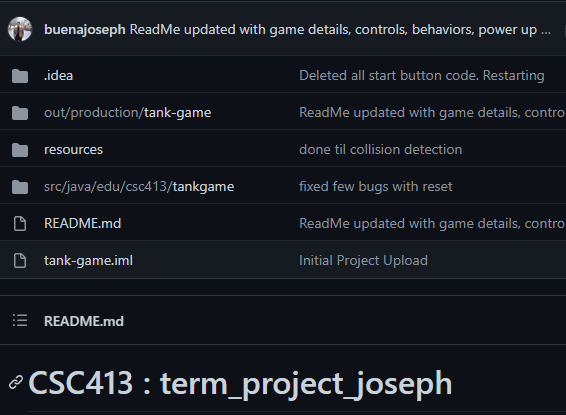 buenajoseph ReadMe updated with game details, controls, behaviors, power up ...
.idea Deleted all start button code. Restarting
out/production/tank-game ReadMe updated with game details, contro
resources done til collision detection
src/java/edu/csc413/tankgame fixed few bugs with reset
README.md ReadMe updated with game details, contro
tank-game.iml Initial Project Upload
README.md
CSC413 : term_project_joseph